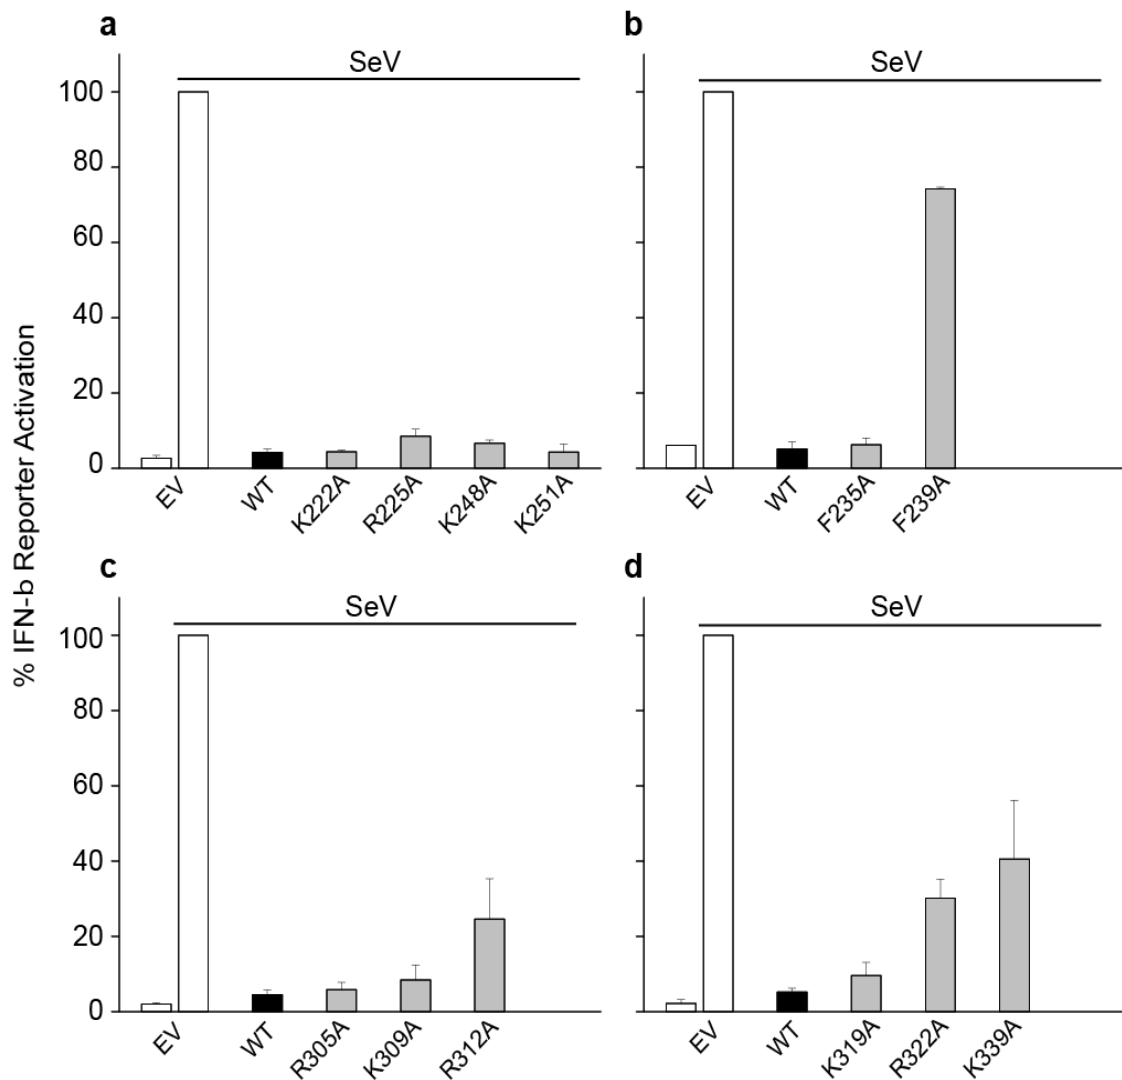 a
SeV
100
80
60
40
20
0
EV
WT
K222A
R225A
K248A
K251A
b
SeV
EV
WT
F235A
F239A
% IFN-b Reporter Activation
c
SeV
100
80
60
40
20
0
EV
WT
R305A
K309A
R312A
d
SeV
EV
WT
K319A
R322A
K339A